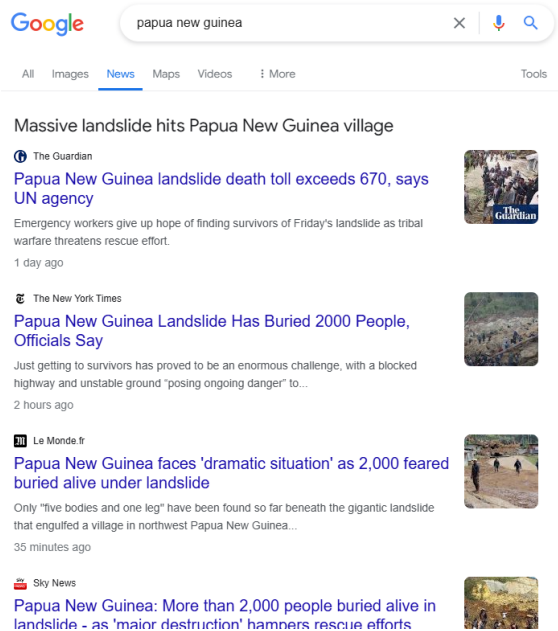 Google
papua new guinea
All Images News Maps Videos More Tools
Massive landslide hits Papua New Guinea village
The Guardian
Papua New Guinea landslide death toll exceeds 670, says
UN agency
Emergency workers give up hope of finding survivors of Friday's landslide as tribal
warfare threatens rescue effort.
1 day ago
The Guardian
The New York Times
Papua New Guinea Landslide Has Buried 2000 People,
Officials Say
Just getting to survivors has proved to be an enormous challenge, with a blocked
highway and unstable ground “posing ongoing danger” to...
2 hours ago
Le Monde.fr
Papua New Guinea faces 'dramatic situation' as 2,000 feared
buried alive under landslide
Only "five bodies and one leg" have been found so far beneath the gigantic landslide
that engulfed a village in northwest Papua New Guinea...
35 minutes ago
sky news
Sky News
Papua New Guinea: More than 2,000 people buried alive in
landslide - as 'major destruction' hampers rescue efforts